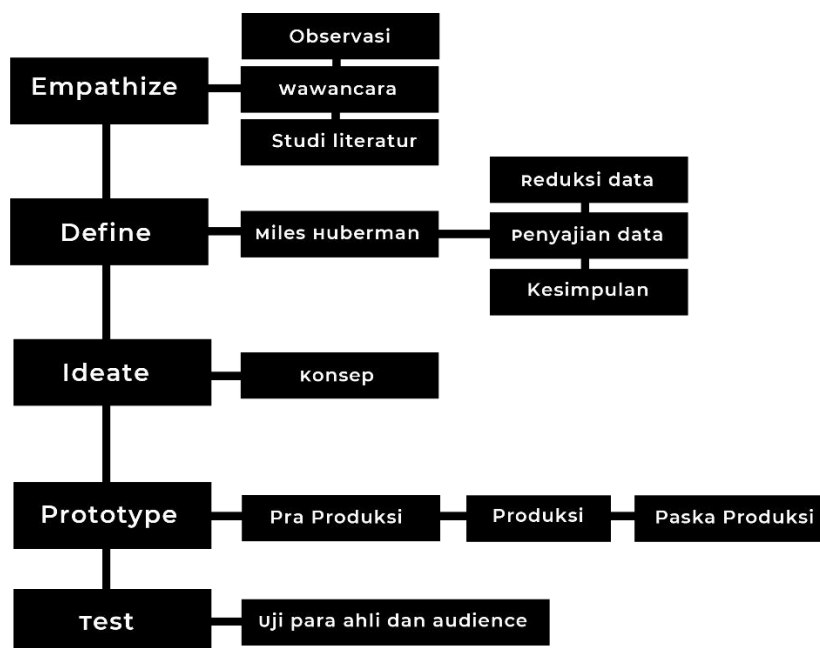 Empathize
Observasi
Wawancara
Studi literatur
Define
Miles Huberman
Reduksi data
Penyajian data
Kesimpulan
Ideate
Konsep
Prototype
Pra Produksi
Produksi
Paska Produksi
Test
Uji para ahli dan audience